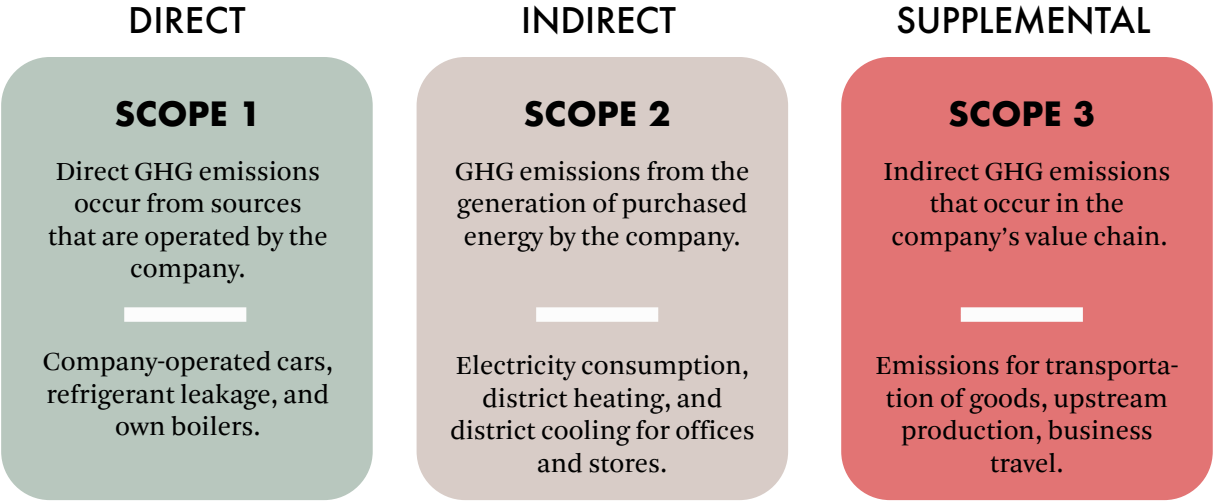 DIRECT
SCOPE 1
Direct GHG emissions
occur from sources
that are operated by the
company.
Company-operated cars,
refrigerant leakage, and
own boilers.
INDIRECT
SCOPE 2
GHG emissions from the
generation of purchased
energy by the company.
Electricity consumption,
district heating, and
district cooling for offices
and stores.
SUPPLEMENTAL
SCOPE 3
Indirect GHG emissions
that occur in the
company’s value chain.
Emissions for transporta-
tion of goods, upstream
production, business
travel.